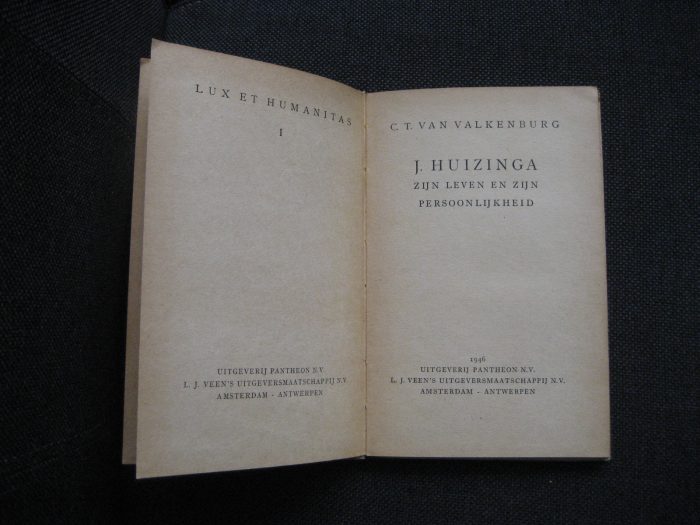 LUX ET HUMANITAS
I
UITGEVERIJ PANTHEON N.V.
L. J. VEEN'S UITGEVERSMAATSCHAPPIJ N.V.
AMSTERDAM - ANTWERPEN
C. T. VAN VALKENBURG
J. HUIZINGA
ZIJN LEVEN EN ZIJN
PERSOONLIJKHEID
1946
UITGEVERIJ PANTHEON N.V.
L. J. VEEN'S UITGEVERSMAATSCHAPPIJ N.V.
AMSTERDAM - ANTWERPEN